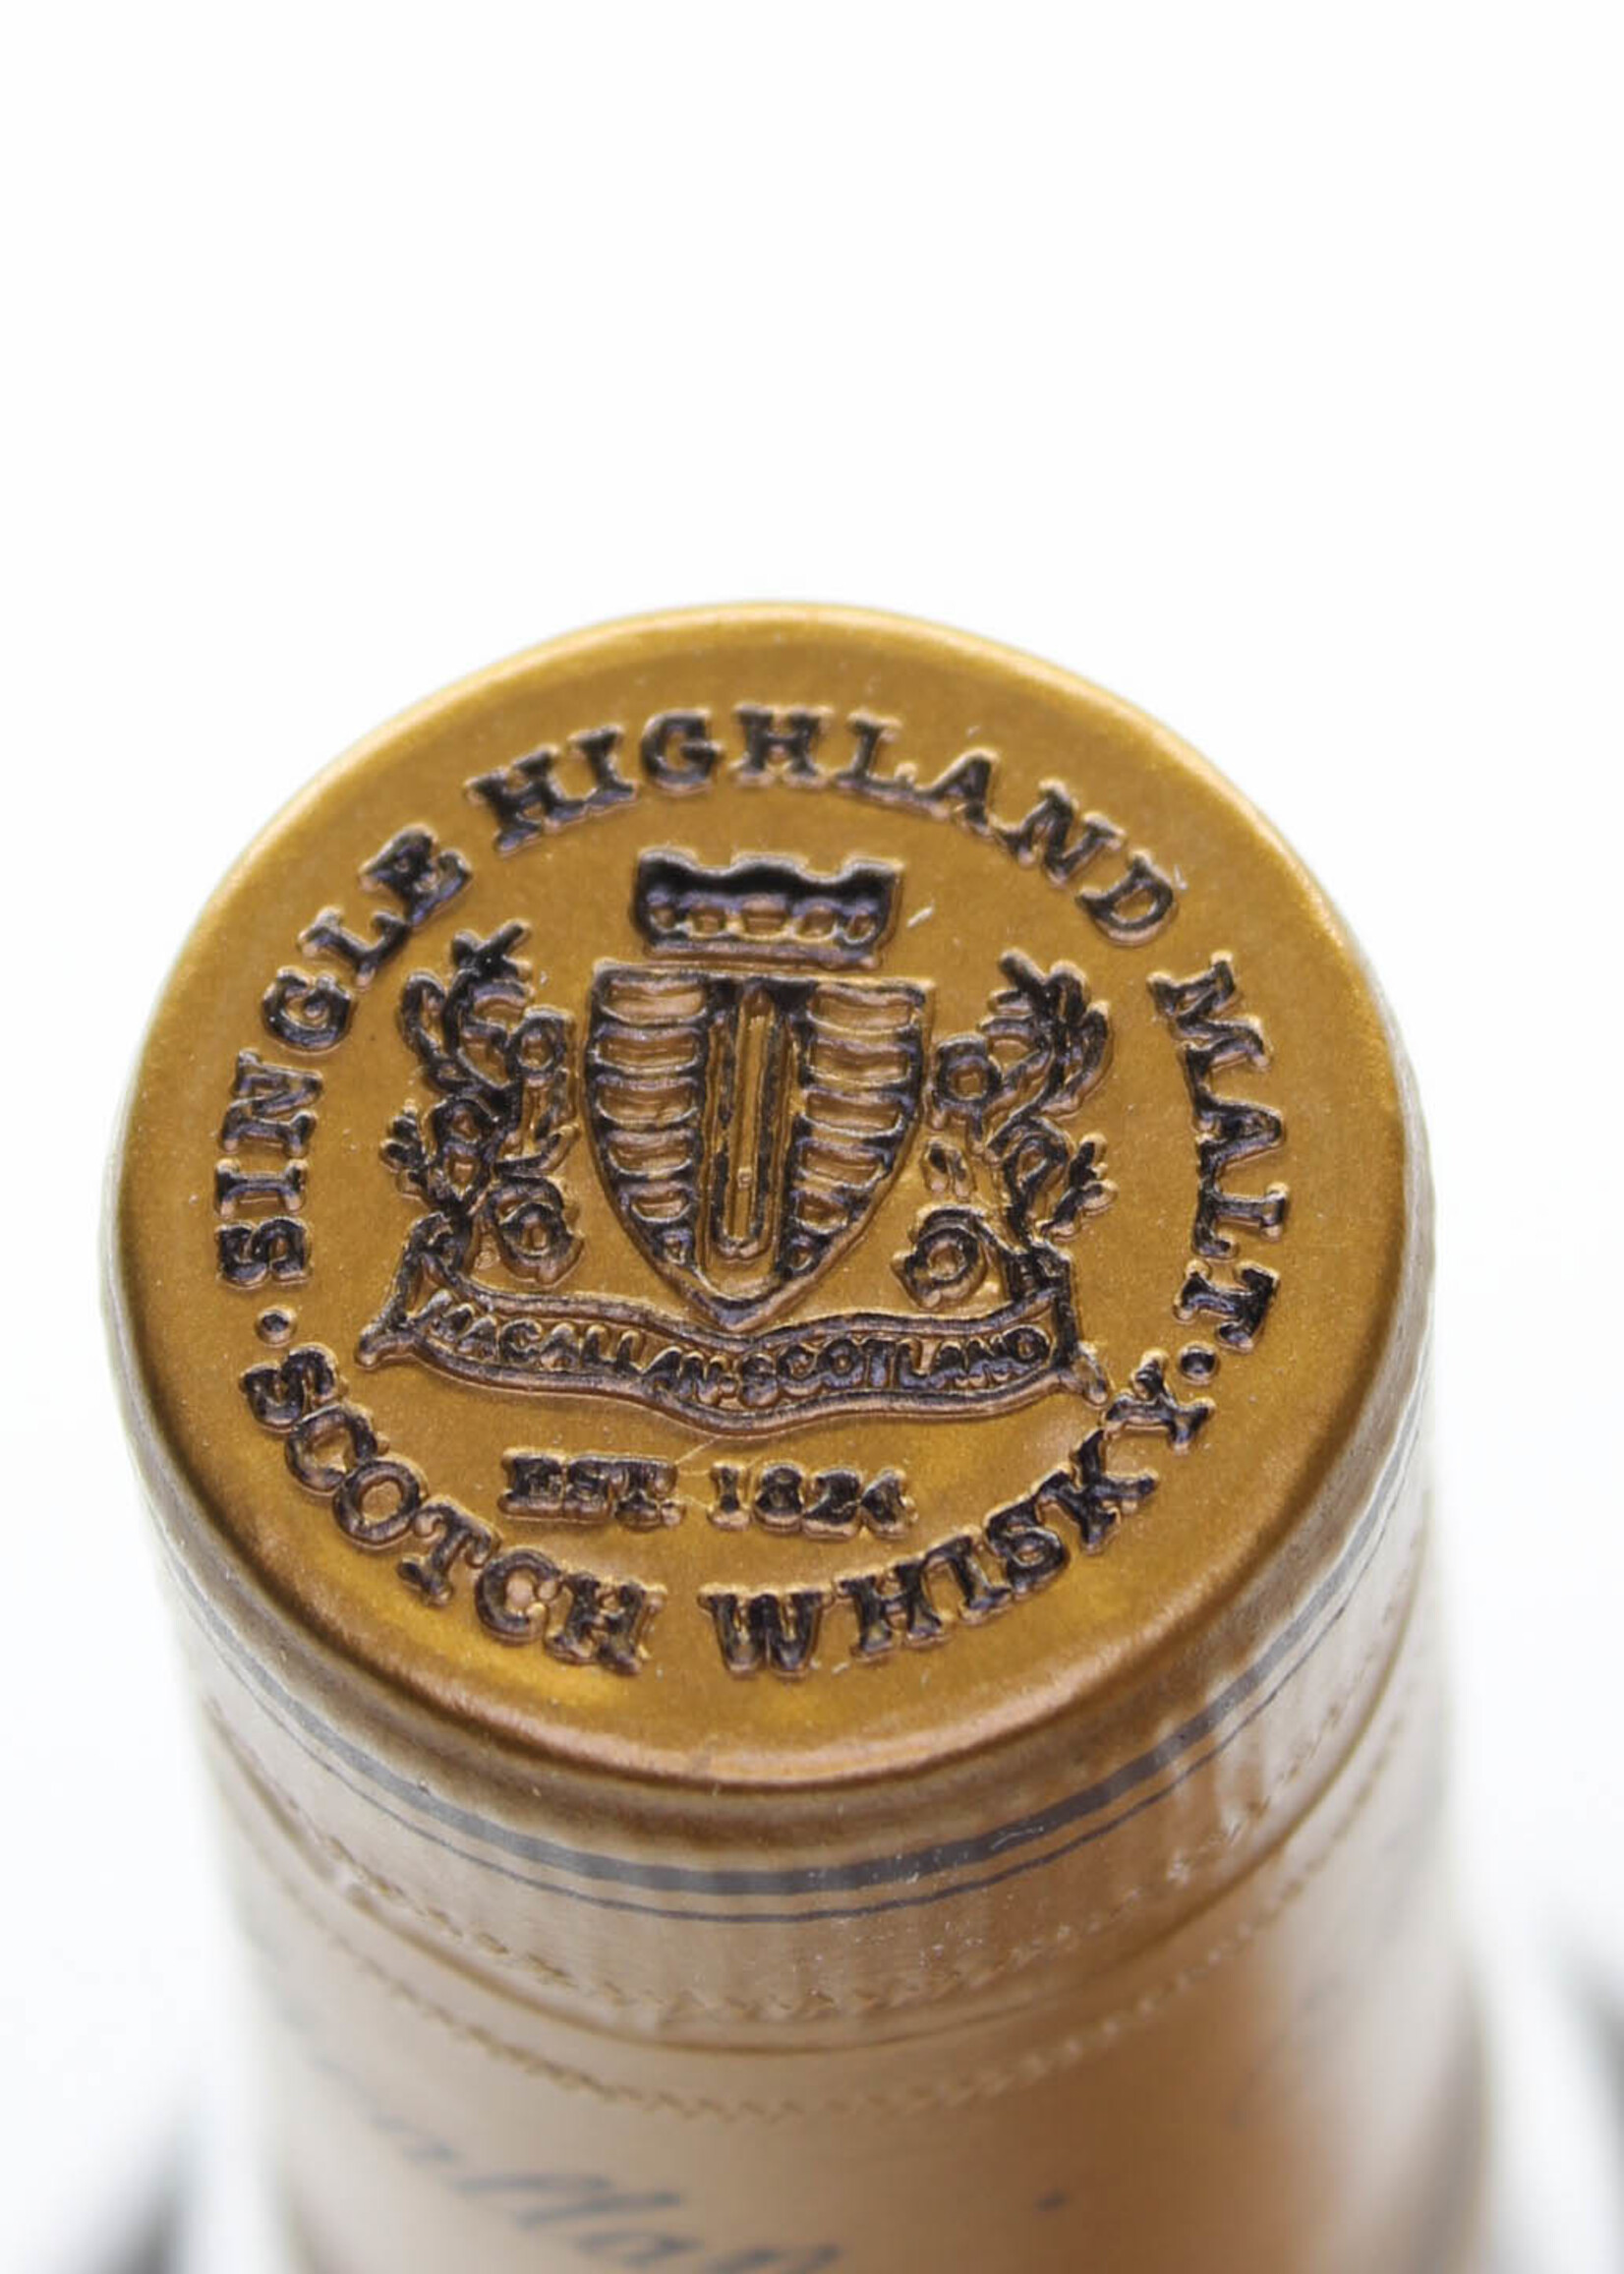 SINGLE HIGHLAND MALT
MACALLAN·SCOTLAND
EST. 1824
·SCOTCH WHISKY·